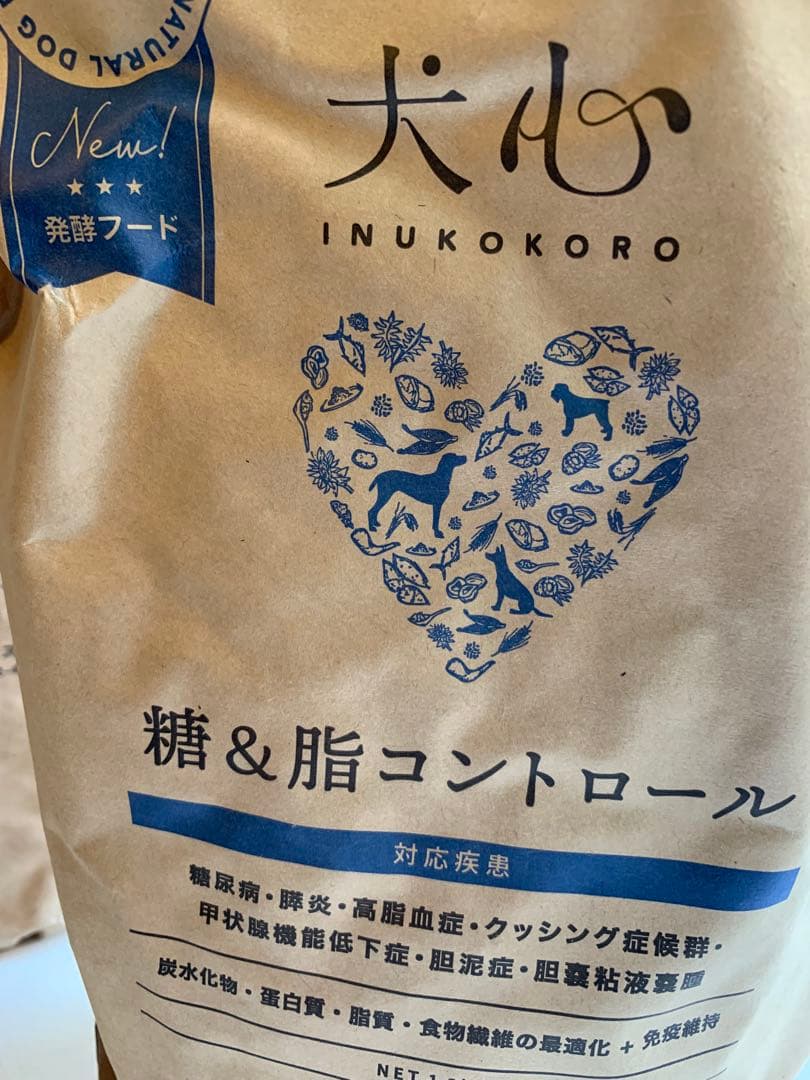 NATURAL DOG
New!
発酵フード
犬心
INUKOKORO
糖&脂コントロール
対応疾患
糖尿病・膵炎・高脂血症・クッシング症候群・
甲状腺機能低下症・胆泥症・胆嚢粘液嚢腫
炭水化物・蛋白質・脂質・食物繊維の最適化 + 免疫維持
NET